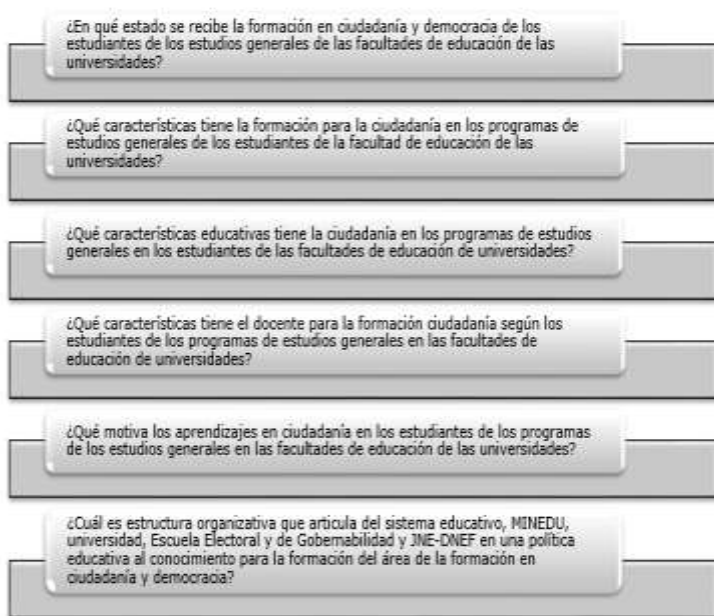 ¿En qué estado se recibe la formación en ciudadanía y democracia de los
estudiantes de los estudios generales de las facultades de educación de las
universidades?
¿Qué características tiene la formación para la ciudadanía en los programas de
estudios generales de los estudiantes de la facultad de educación de las
universidades?
¿Qué características educativas tiene la ciudadanía en los programas de estudios
generales en los estudiantes de las facultades de educación de universidades?
¿Qué características tiene el docente para la formación ciudadanía según los
estudiantes de los programas de estudios generales en las facultades de
educación de universidades?
¿Qué motiva los aprendizajes en ciudadanía en los estudiantes de los programas
de los estudios generales en las facultades de educación de las universidades?
¿Cuál es estructura organizativa que articula del sistema educativo, MINEDU,
universidad, Escuela Electoral y de Gobernabilidad y JNE-DNEF en una política
educativa al conocimiento para la formación del área de la formación en
ciudadanía y democracia?